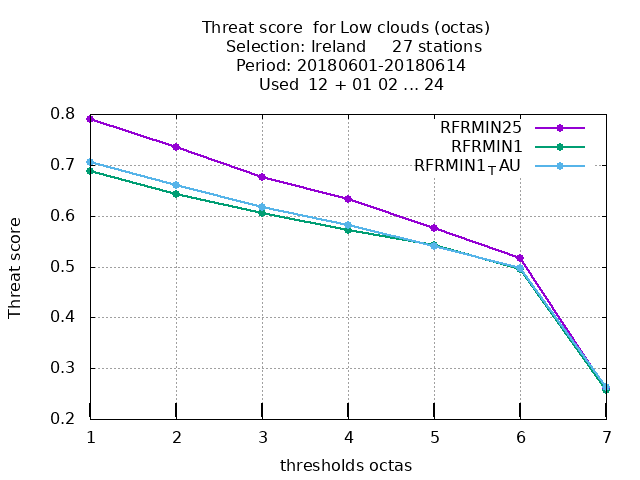 Threat score  for Low clouds (octas)
Selection: Ireland     27 stations
Period: 20180601-20180614
Used  12 + 01 02 ... 24
RFRMIN25
RFRMIN1
RFRMIN1TAU
0.8
0.7
0.6
0.5
0.4
0.3
0.2
Threat score
1 2 3 4 5 6 7
thresholds octas